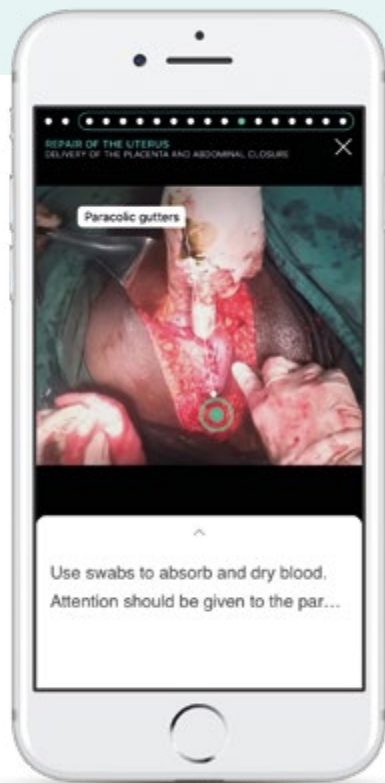 REPAIR OF THE UTERUS
DELIVERY OF THE PLACENTA AND ABDOMINAL CLOSURE
Paracolic gutters
Use swabs to absorb and dry blood.
Attention should be given to the par...